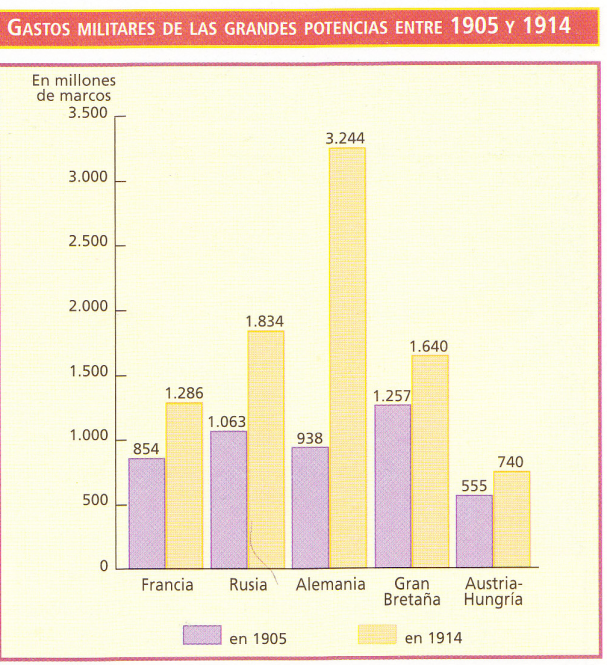 GASTOS MILITARES DE LAS GRANDES POTENCIAS ENTRE 1905 Y 1914
En millones
de marcos
3.500
3.000
2.500
2.000
1.500
1.000
500
0
854
1.286
1.063
1.834
938
3.244
1.257
1.640
555
740
Francia
Rusia
Alemania
Gran
Bretaña
Austria-
Hungría
en 1905
en 1914